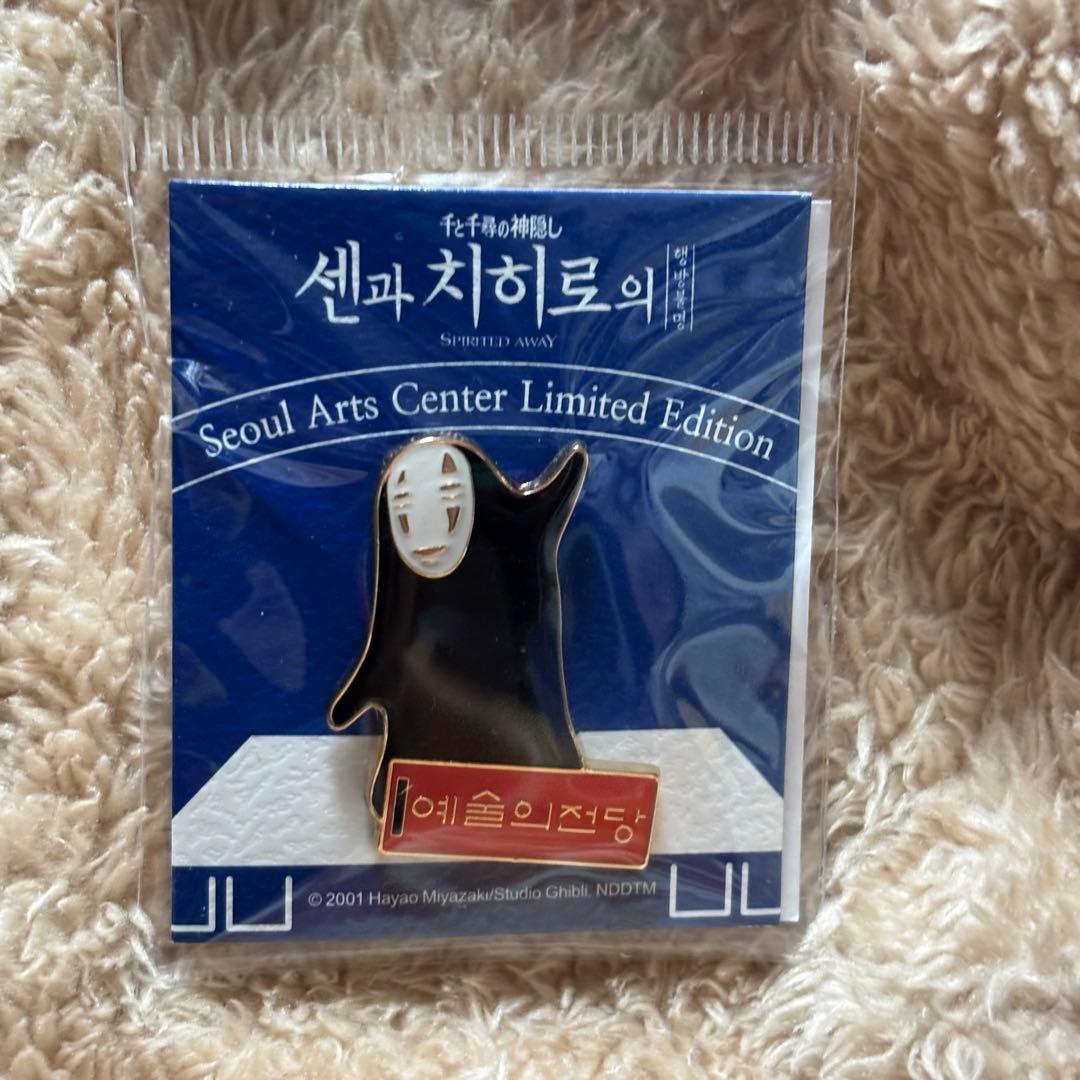 千と千尋の神隠し
센과 치히로의
행방불명
SPIRITED AWAY
Seoul Arts Center Limited Edition
예술의전당
© 2001 Hayao Miyazaki/Studio Ghibli. NDDTM